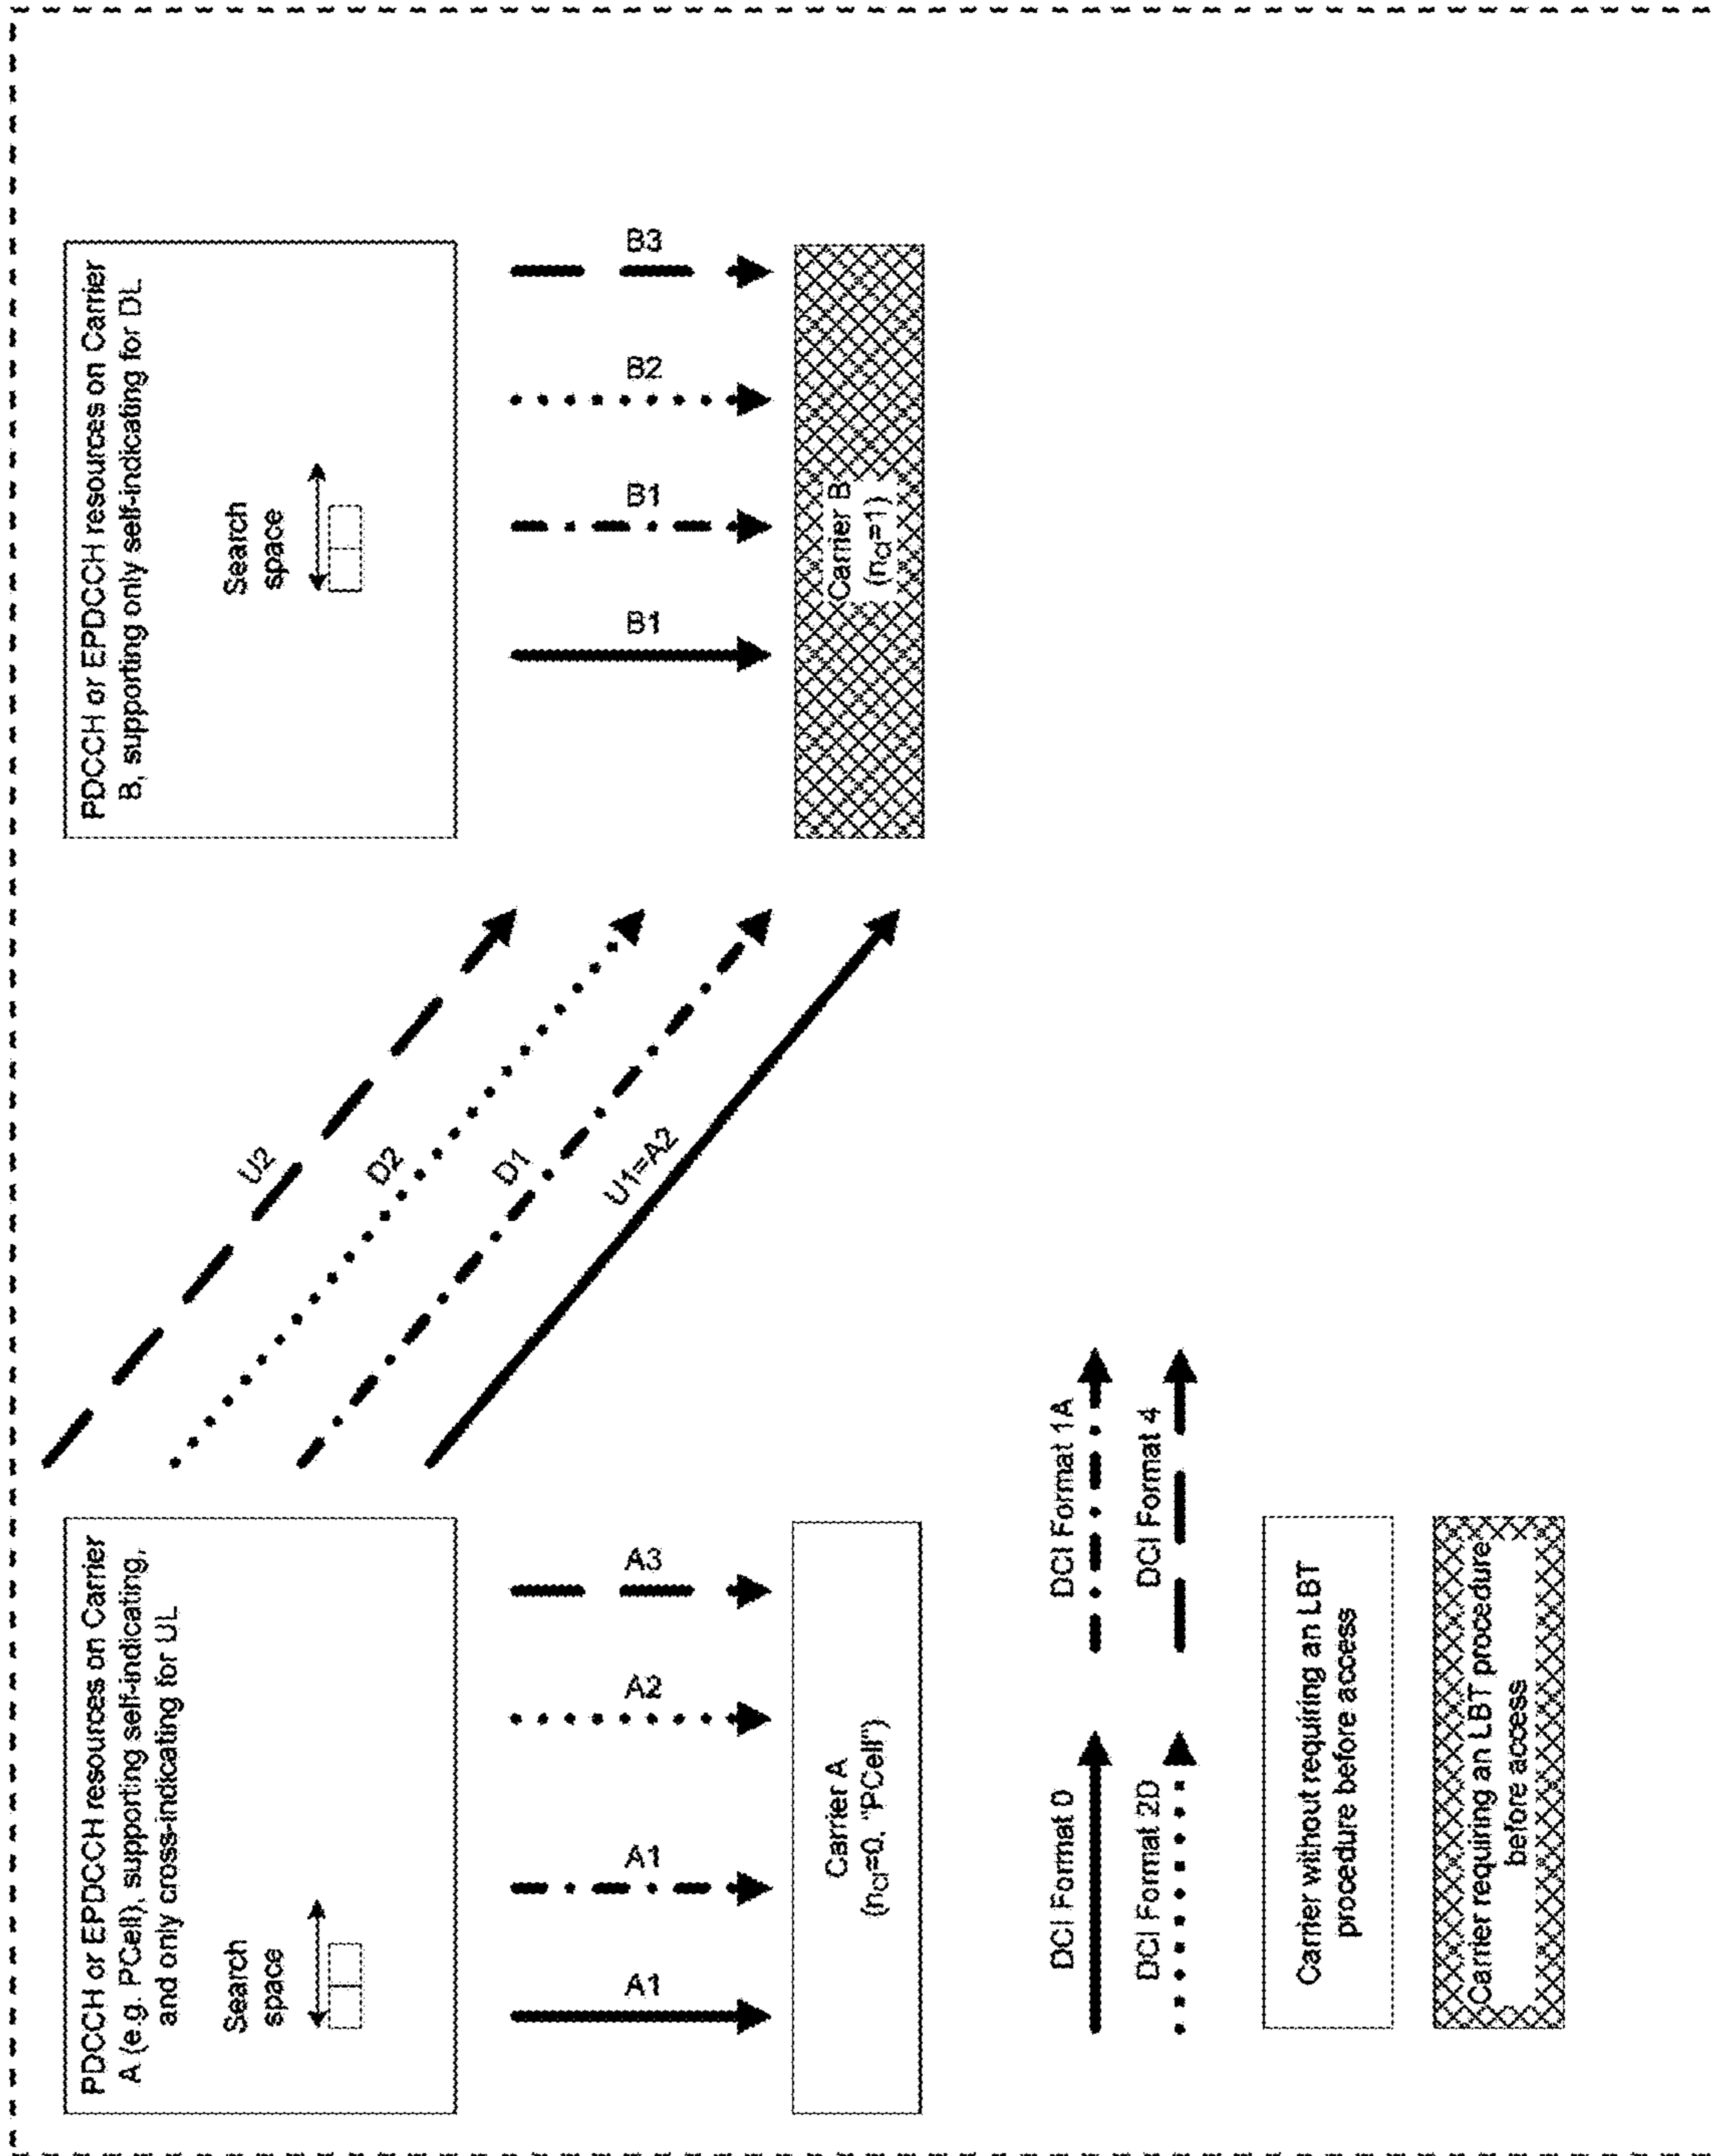 PDCCH or EPDCCH resources on Carrier
A (e.g. PCell), supporting self-indicating,
and only cross-indicating for UL
Search
space
A1
A1
A2
A3
Carrier A
(nCI=0, "PCell")
U2
D2
D1
U1=A2
PDCCH or EPDCCH resources on Carrier
B, supporting only self-indicating for DL
Search
space
B1
B1
B2
B3
Carrier B
(nCI=1)
DCI Format 0
DCI Format 1A
DCI Format 2D
DCI Format 4
Carrier without requiring an LBT
procedure before access
Carrier requiring an LBT procedure
before access